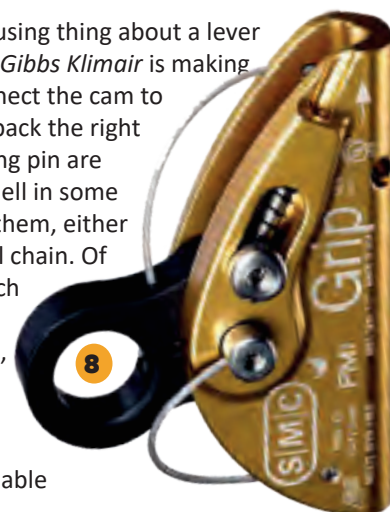 using thing about a lever
Gibbs Klimair is making
nect the cam to
back the right
ng pin are
ell in some
them, either
l chain. Of
ch
,
able
8
Grip
PMI
SMC